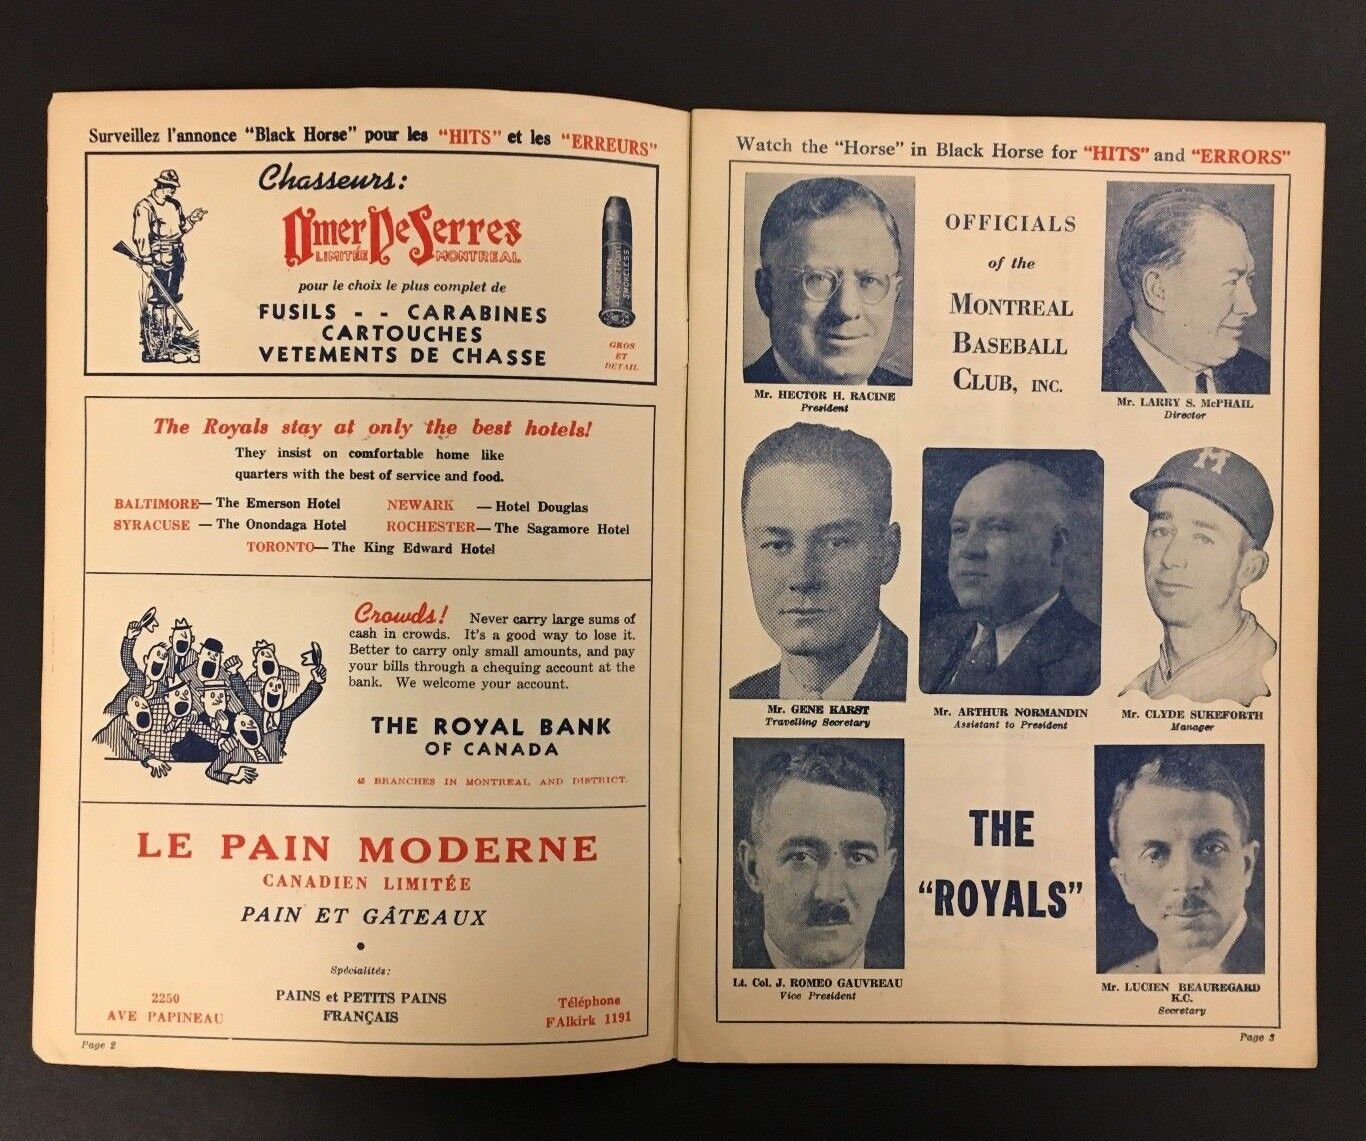 Surveillez l'annonce "Black Horse" pour les "HITS" et les "ERREURS"
Chasseurs:
Omer DeSerres
LIMITÉE MONTREAL
pour le choix le plus complet de
FUSILS - - CARABINES
CARTOUCHES
VETEMENTS DE CHASSE
SMOKELESS
GROS
ET
DETAIL
The Royals stay at only the best hotels!
They insist on comfortable home like
quarters with the best of service and food.
BALTIMORE— The Emerson Hotel NEWARK — Hotel Douglas
SYRACUSE — The Onondaga Hotel ROCHESTER— The Sagamore Hotel
TORONTO— The King Edward Hotel
Crowds! Never carry large sums of
cash in crowds. It's a good way to lose it.
Better to carry only small amounts, and pay
your bills through a chequing account at the
bank. We welcome your account.
THE ROYAL BANK
OF CANADA
45 BRANCHES IN MONTREAL AND DISTRICT.
LE PAIN MODERNE
CANADIEN LIMITÉE
PAIN ET GÂTEAUX
Spécialités:
PAINS et PETITS PAINS
FRANÇAIS
2250
AVE PAPINEAU
Téléphone
FAlkirk 1191
Page 2
Watch the "Horse" in Black Horse for "HITS" and "ERRORS"
OFFICIALS
of the
MONTREAL
BASEBALL
CLUB, INC.
Mr. HECTOR H. RACINE
President
Mr. LARRY S. McPHAIL
Director
H
Mr. GENE KARST
Travelling Secretary
Mr. ARTHUR NORMANDIN
Assistant to President
Mr. CLYDE SUKEFORTH
Manager
THE
"ROYALS"
Lt. Col. J. ROMEO GAUVREAU
Vice President
Mr. LUCIEN BEAUREGARD
K.C.
Secretary
Page 3